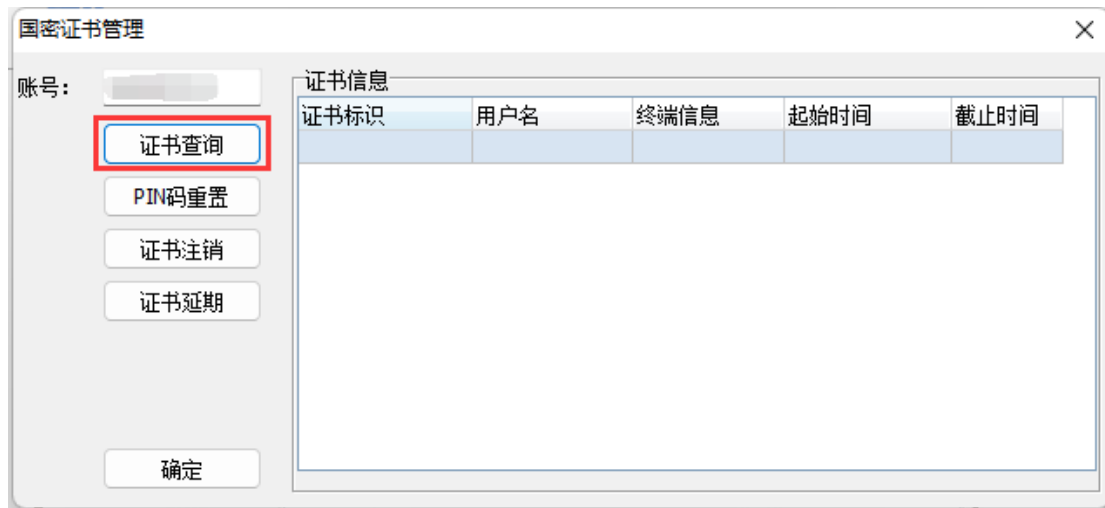 国密证书管理
账号：
证书信息
证书标识 用户名 终端信息 起始时间 截止时间
证书查询
PIN码重置
证书注销
证书延期
确定